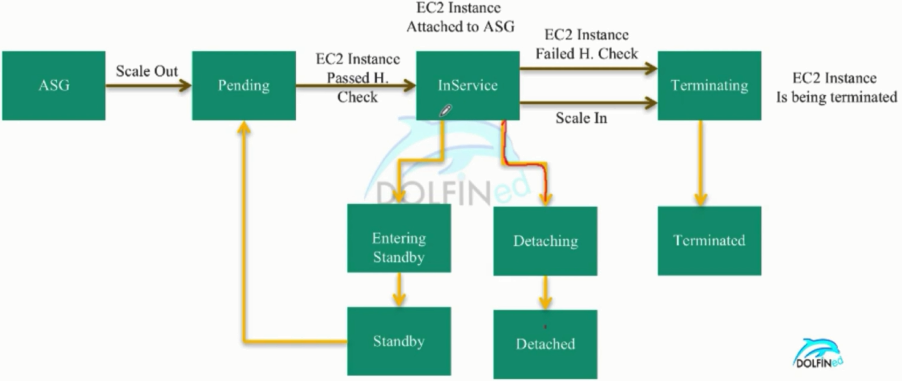 EC2 Instance
Attached to ASG
ASG
Scale Out
Pending
EC2 Instance
Passed H.
Check
InService
EC2 Instance
Failed H. Check
Scale In
Terminating
EC2 Instance
Is being terminated
DOLFINed
Entering
Standby
Detaching
Terminated
Standby
Detached
DOLFINed